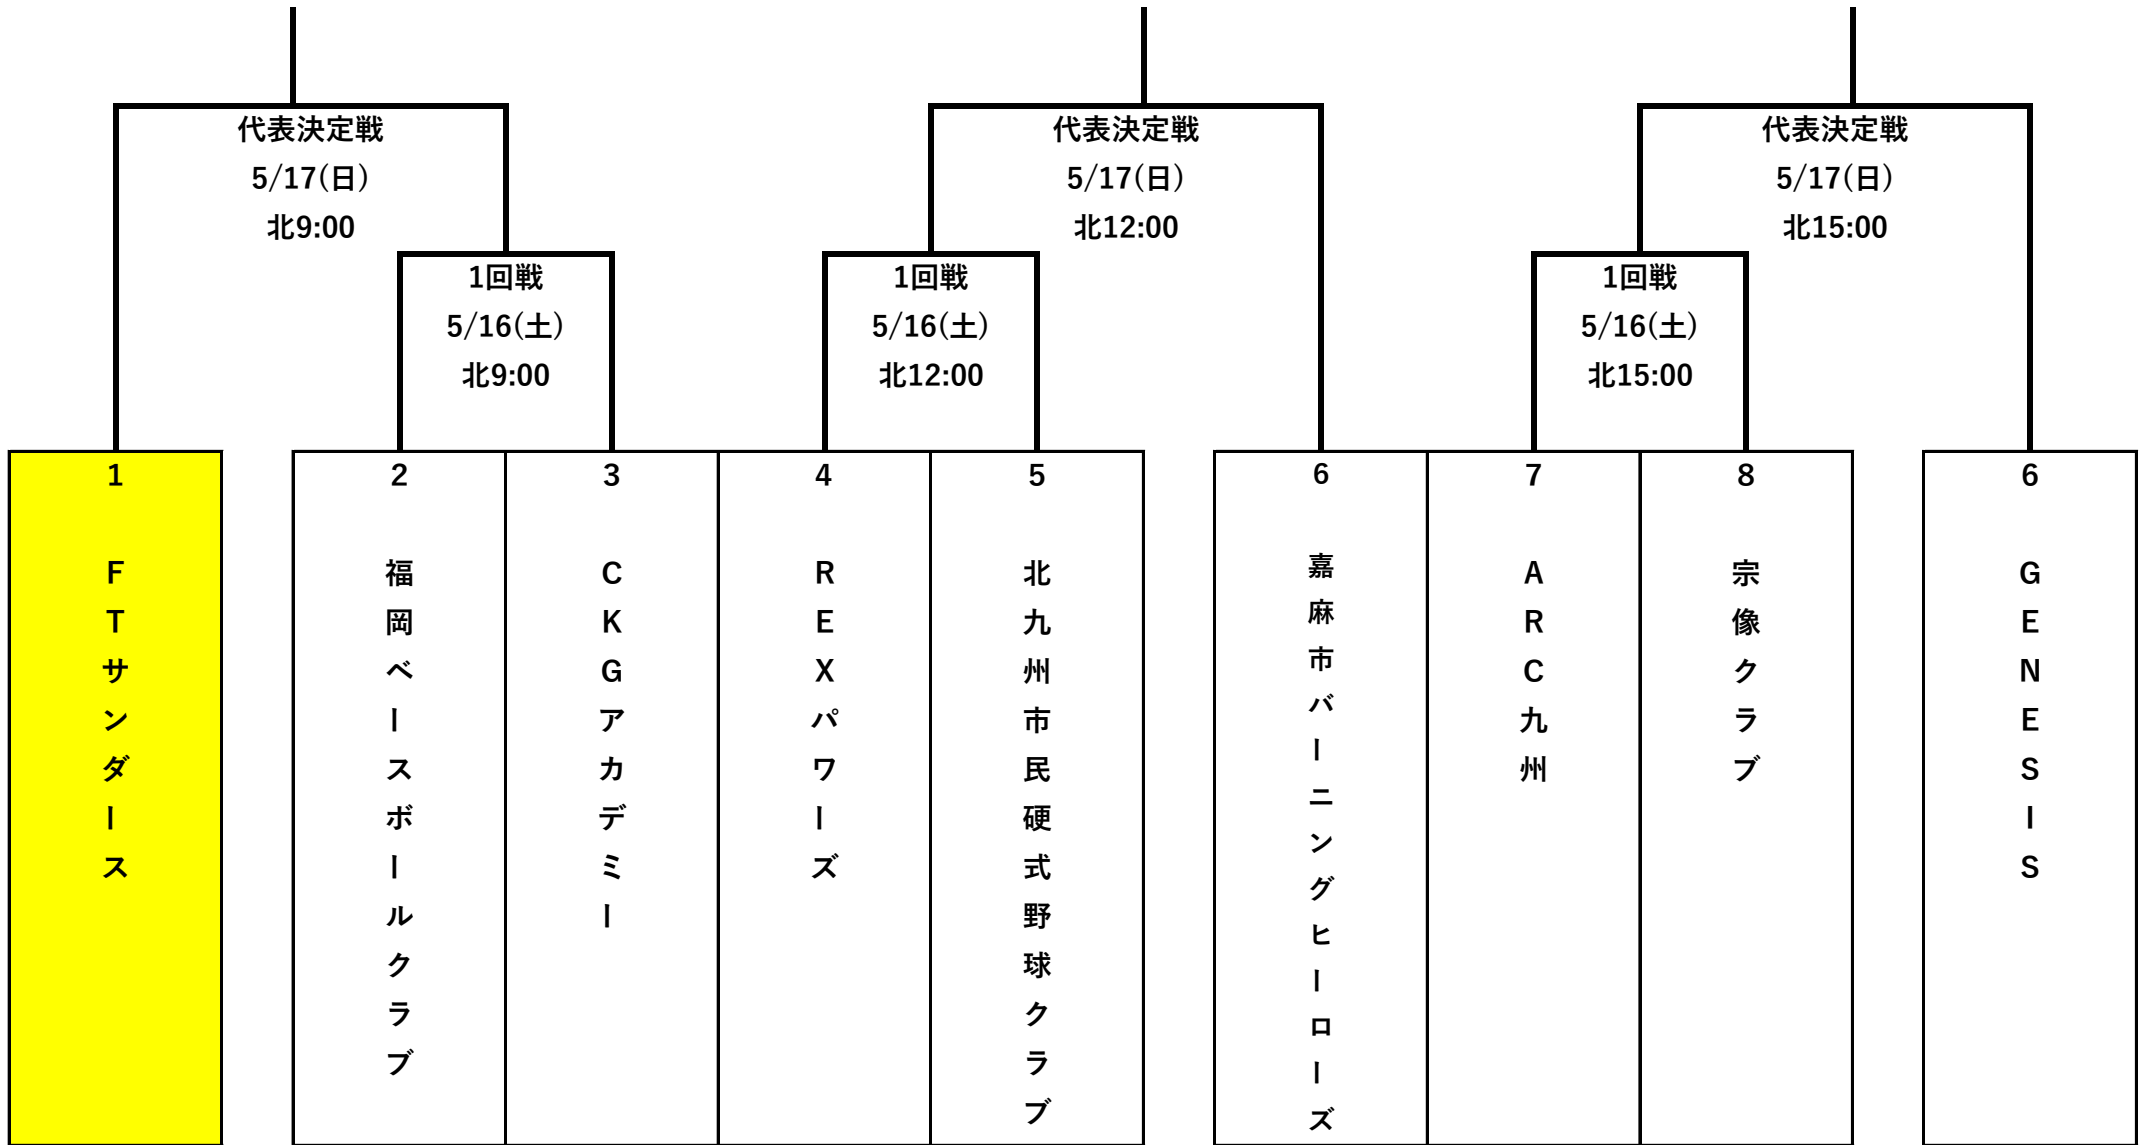 代表決定戦
5/17(日)
北9:00
代表決定戦
5/17(日)
北12:00
代表決定戦
5/17(日)
北15:00
1回戦
5/16(土)
北9:00
1回戦
5/16(土)
北12:00
1回戦
5/16(土)
北15:00
1
FTサンダース
2
福岡ベースボールクラブ
3
CKGアカデミー
4
REXパワーズ
5
北九州市民硬式野球クラブ
6
嘉麻市バーニングヒーローズ
7
ARC九州
8
宗像クラブ
6
GENESIS